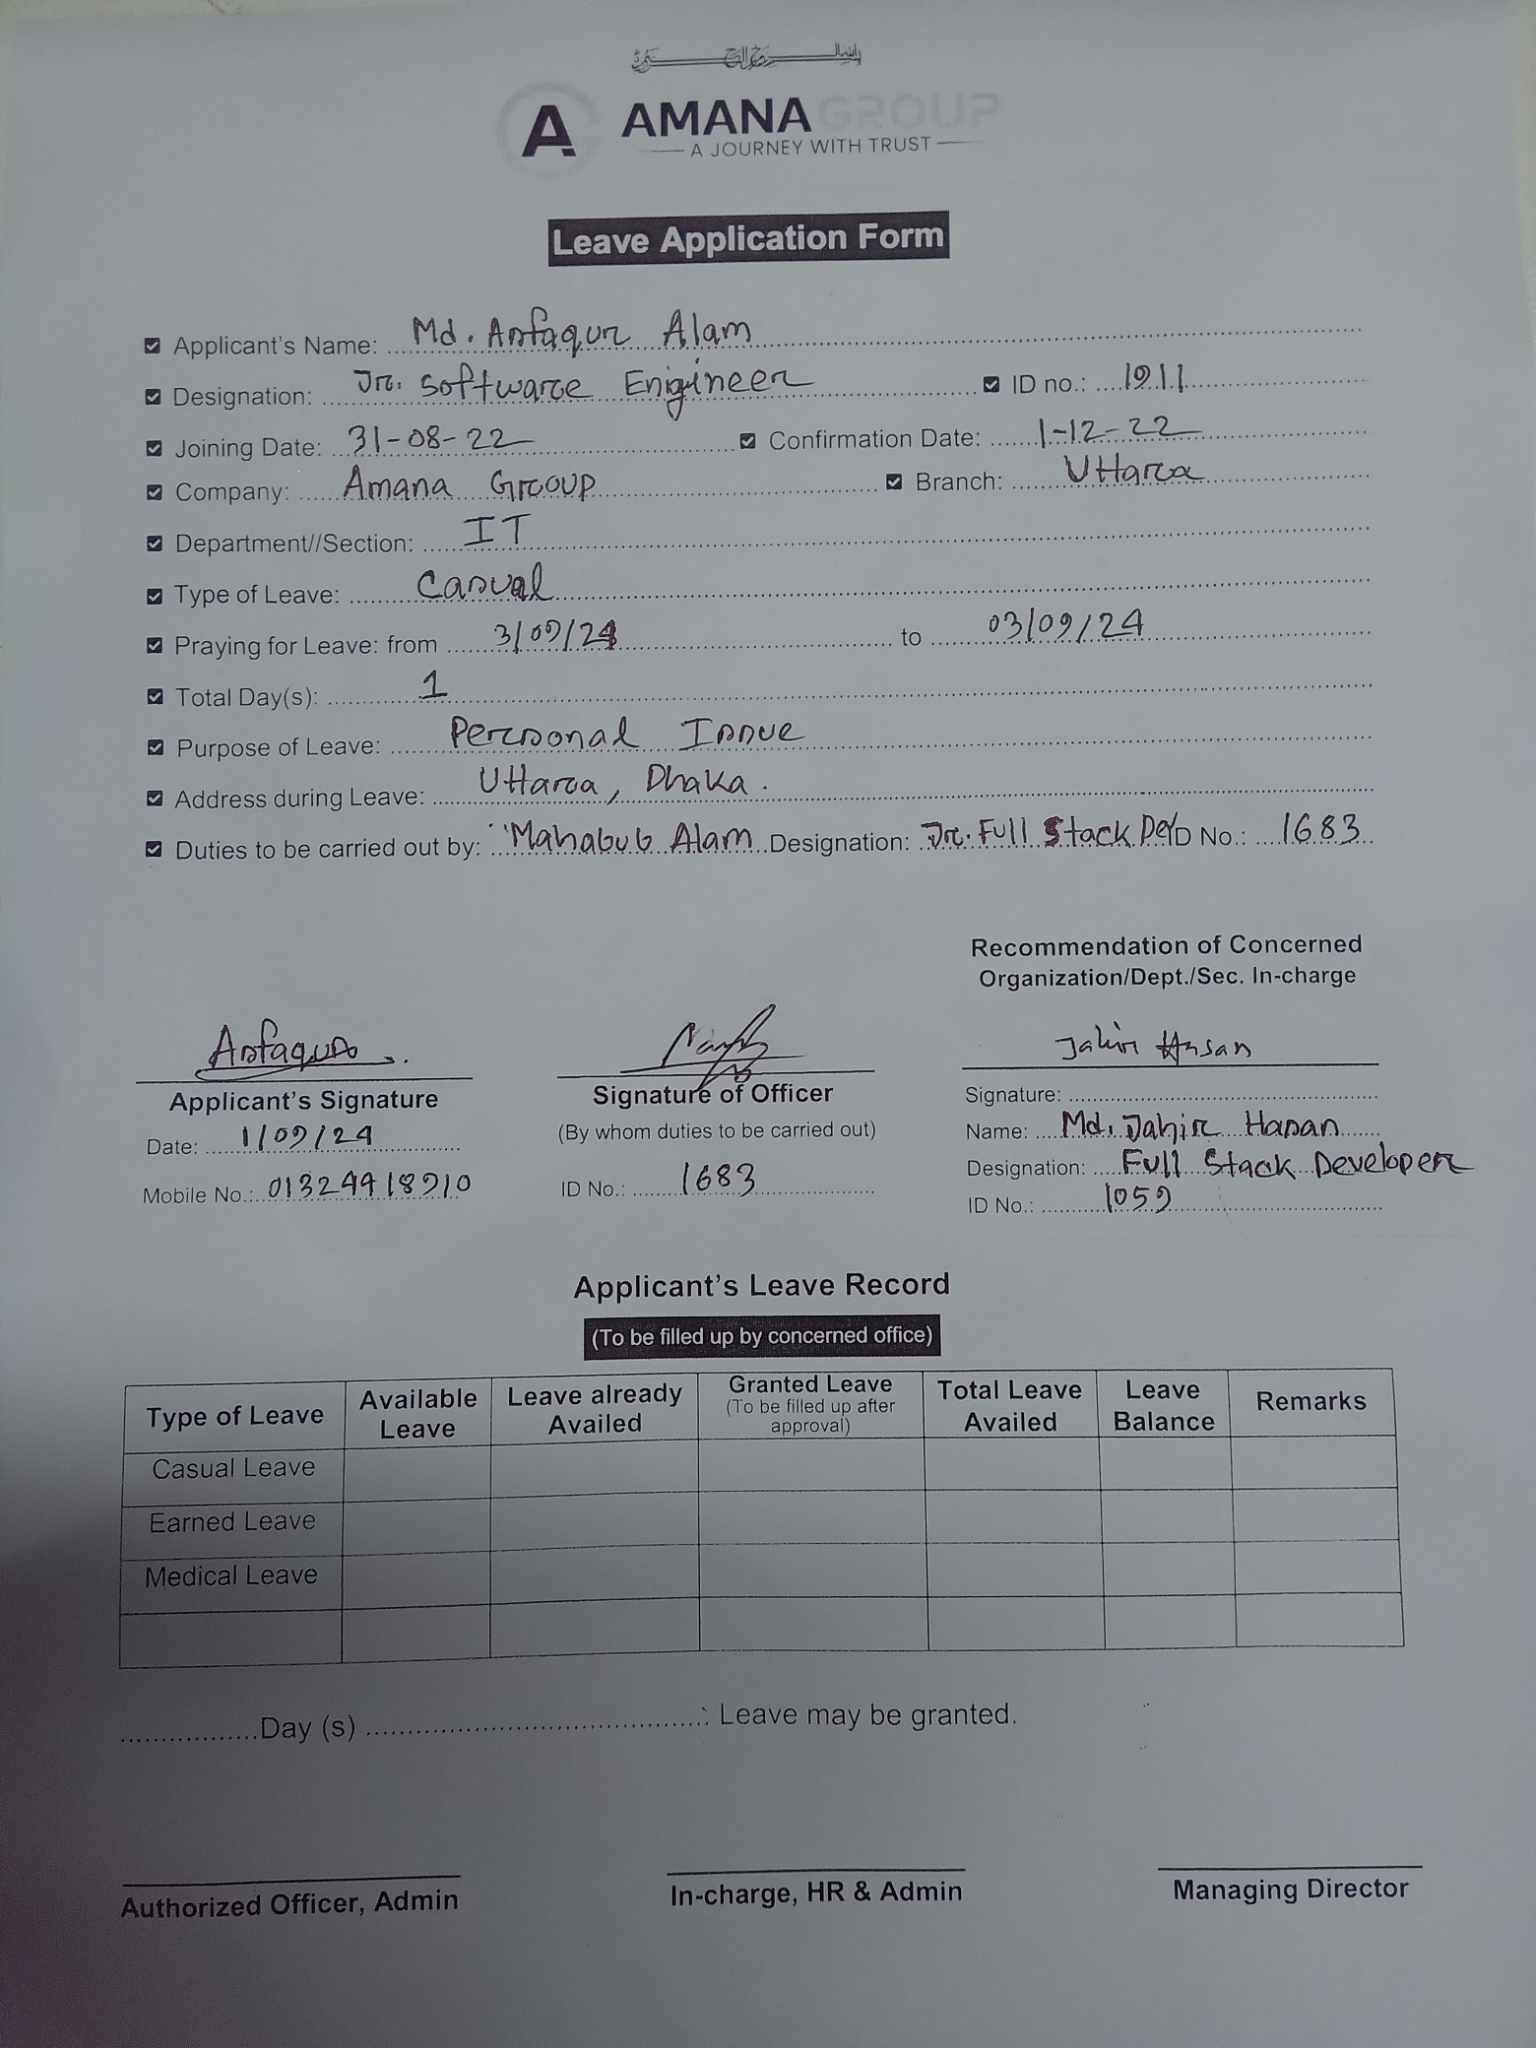 AMANA GROUP
A JOURNEY WITH TRUST
Leave Application Form
Applicant's Name: Md. Asfaqur Alam
Designation: Jr. Software Enigineer ID no.: 1911
Joining Date: 31-08-22 Confirmation Date: 1-12-22
Company: Amana Group Branch: Uttara
Department//Section: IT
Type of Leave: Casual
Praying for Leave: from 3/09/24 to 03/09/24
Total Day(s): 1
Purpose of Leave: Personal Issue
Address during Leave: Uttara, Dhaka.
Duties to be carried out by: Mahabub Alam Designation: Jr. Full Stack Dev ID No.: 1683
Recommendation of Concerned
Organization/Dept./Sec. In-charge
Asfaqur Jahir Hasan
Applicant's Signature Signature of Officer Signature:
Date: 1/09/24 (By whom duties to be carried out) Name: Md. Jahir Hasan
Mobile No.: 01324418910 ID No.: 1683 Designation: Full Stack Developer
ID No.: 1059
Applicant's Leave Record
(To be filled up by concerned office)
Type of Leave Available Leave Leave already Availed Granted Leave (To be filled up after approval) Total Leave Availed Leave Balance Remarks
Casual Leave
Earned Leave
Medical Leave
Day (s) : Leave may be granted.
Authorized Officer, Admin In-charge, HR & Admin Managing Director